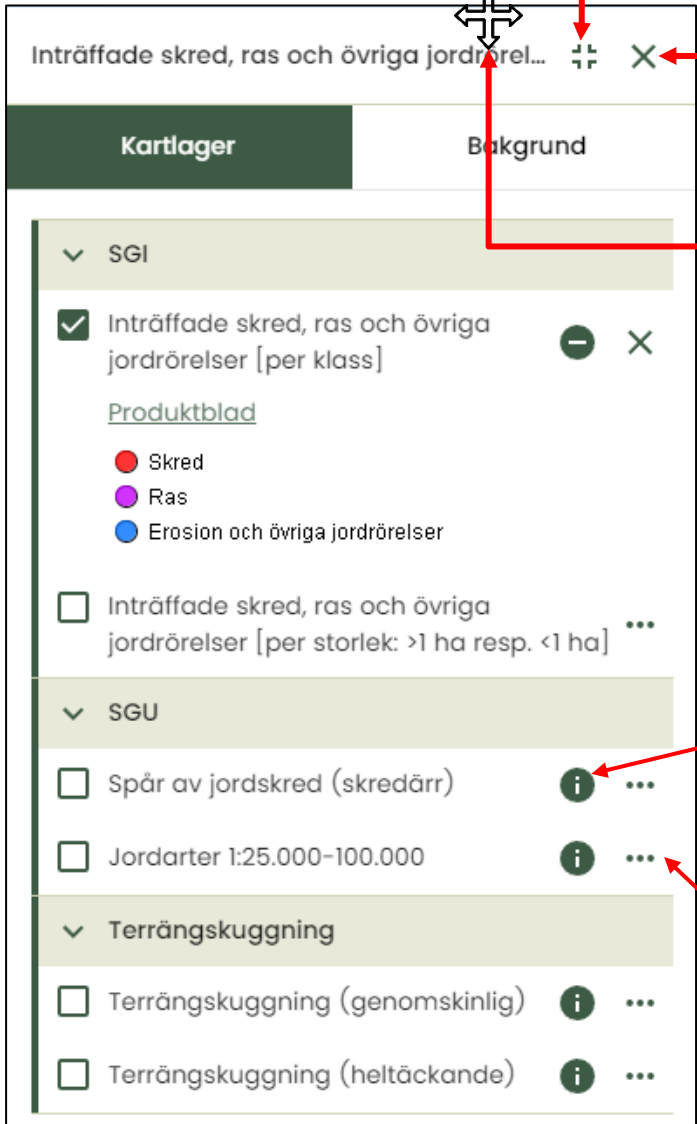 Inträffade skred, ras och övriga jordrörel...
Kartlager
Bakgrund
SGI
Inträffade skred, ras och övriga
jordrörelser [per klass]
Produktblad
Skred
Ras
Erosion och övriga jordrörelser
Inträffade skred, ras och övriga
jordrörelser [per storlek: >1 ha resp. <1 ha]
SGU
Spår av jordskred (skredärr)
Jordarter 1:25.000-100.000
Terrängskuggning
Terrängskuggning (genomskinlig)
Terrängskuggning (heltäckande)